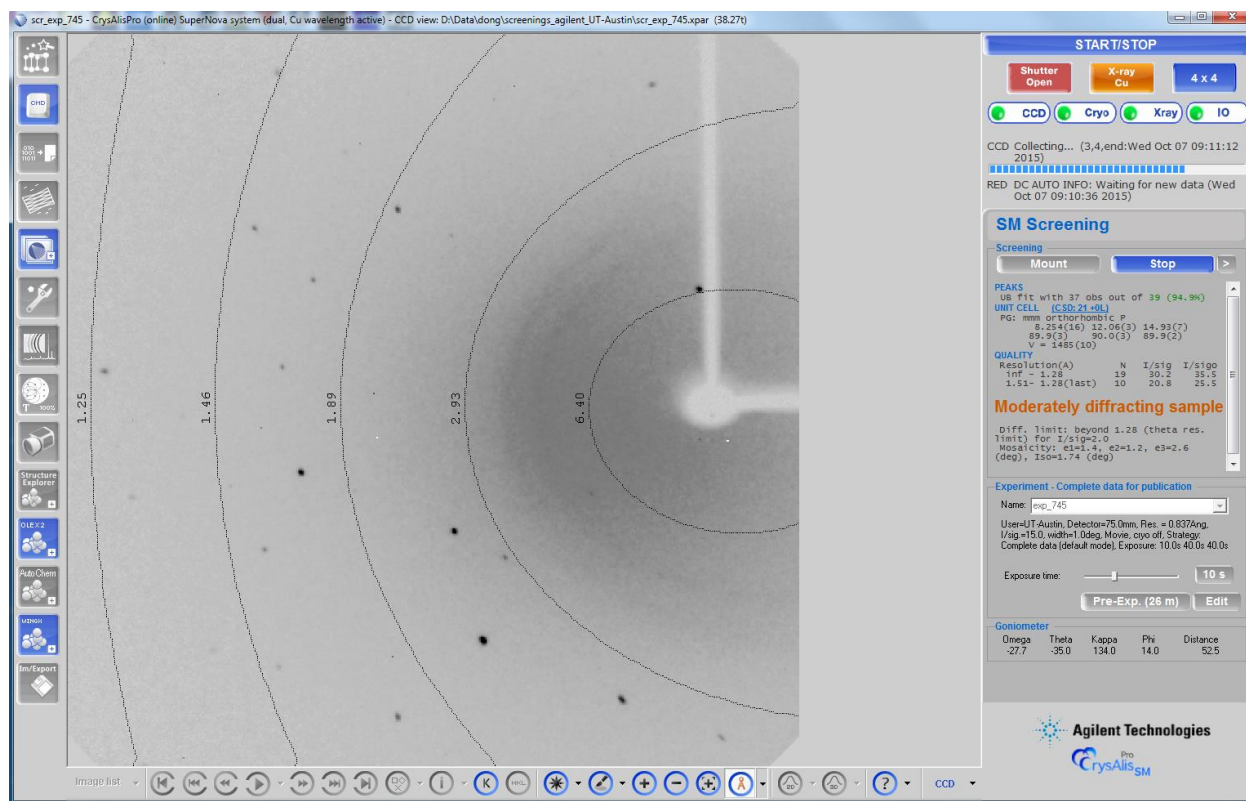 scr_exp_745 - CrysAlisPro (online) SuperNova system (dual, Cu wavelength active) - CCD view: D:\Data\dong\screenings_agilent_UT-Austin\scr_exp_745.xpar (38.27t)
START/STOP
Shutter Open
X-ray Cu
4 x 4
CCD
Cryo
Xray
IO
CCD Collecting... (3,4,end:Wed Oct 07 09:11:12
2015)
RED DC AUTO INFO: Waiting for new data (Wed
Oct 07 09:10:36 2015)
SM Screening
Screening
Mount
Stop
>
PEAKS
UB fit with 37 obs out of 39 (94.9%)
UNIT CELL (CSD: 21 +0L)
PG: mmm orthorhombic P
8.254(16) 12.06(3) 14.93(7)
89.9(3) 90.0(3) 89.9(2)
V = 1485(10)
QUALITY
Resolution(A) N I/sig I/sigo
inf - 1.28 19 30.2 35.5
1.51- 1.28(last) 10 20.8 25.5
Moderately diffracting sample
Diff. limit: beyond 1.28 (theta res.
limit) for I/sig=2.0
Mosaicity: e1=1.4, e2=1.2, e3=2.6
(deg), Iso=1.74 (deg)
Experiment - Complete data for publication
Name: exp_745
User=UT-Austin, Detector=75.0mm, Res. = 0.837Ang,
I/sig.=15.0, width=1.0deg, Movie, cryo off, Strategy:
Complete data (default mode), Exposure: 10.0s 40.0s 40.0s
Exposure time:
10 s
Pre-Exp. (26 m)
Edit
Goniometer
Omega Theta Kappa Phi Distance
-27.7 -35.0 134.0 14.0 52.5
Agilent Technologies
CrysAlis Pro SM
CMD
010
1001
11011
T 100%
Structure
Explorer
OLEX2
AutoChem
WINGX
Im/Export
1.25
1.46
1.89
2.93
6.40
Image list
i
K
HKL
Å
2D
2D
?
CCD